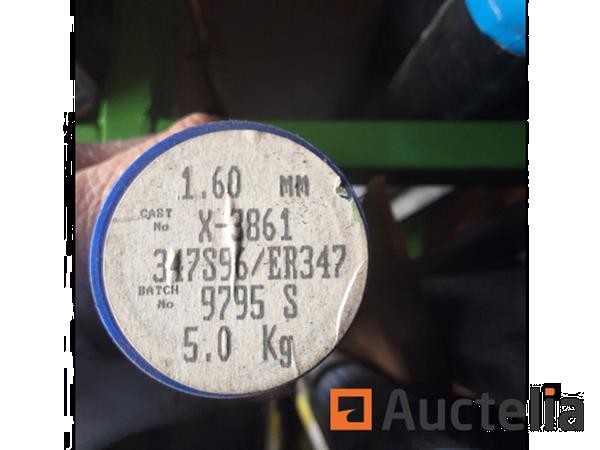 1.60 MM
CAST No X-3861
347S96/ER347
BATCH No 9795 S
5.0 Kg
Auctelia